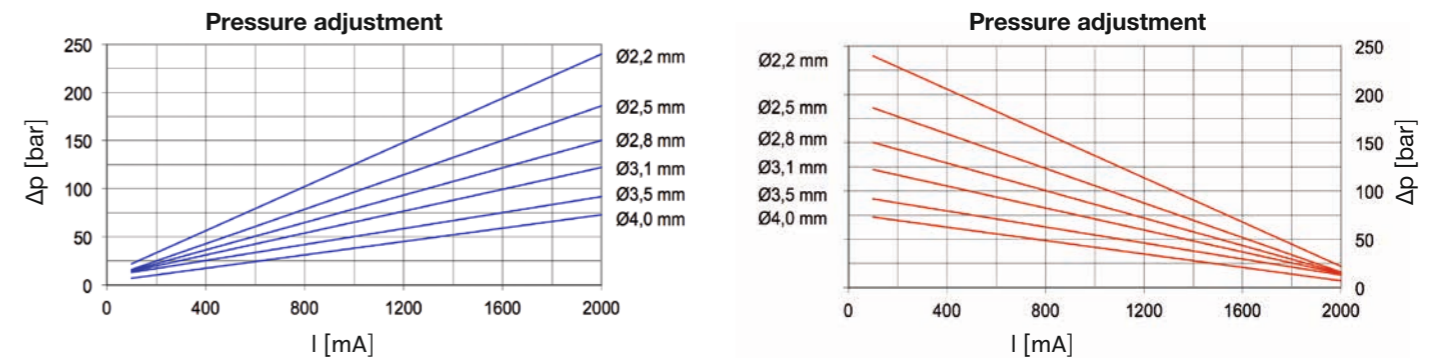 Pressure adjustment
250
200
150
100
50
0
Δp [bar]
0 400 800 1200 1600 2000
I [mA]
Ø2,2 mm
Ø2,5 mm
Ø2,8 mm
Ø3,1 mm
Ø3,5 mm
Ø4,0 mm
Pressure adjustment
Ø2,2 mm
Ø2,5 mm
Ø2,8 mm
Ø3,1 mm
Ø3,5 mm
Ø4,0 mm
250
200
150
100
50
0
Δp [bar]
0 400 800 1200 1600 2000
I [mA]